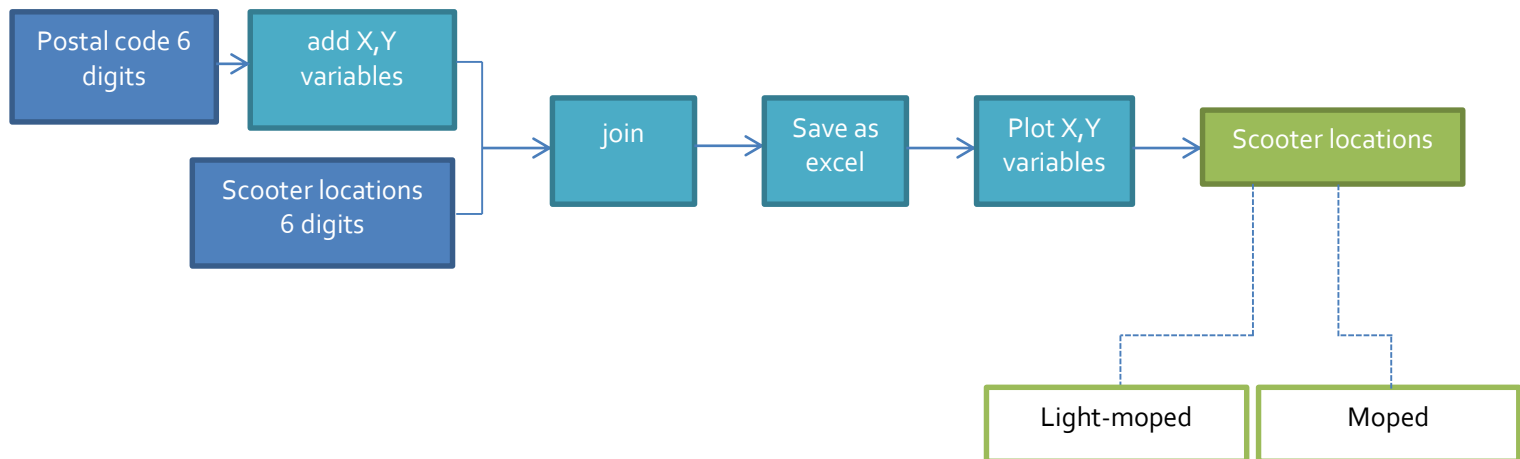 Postal code 6
digits
add X,Y
variables
Scooter locations
6 digits
join
Save as
excel
Plot X,Y
variables
Scooter locations
Light-moped
Moped